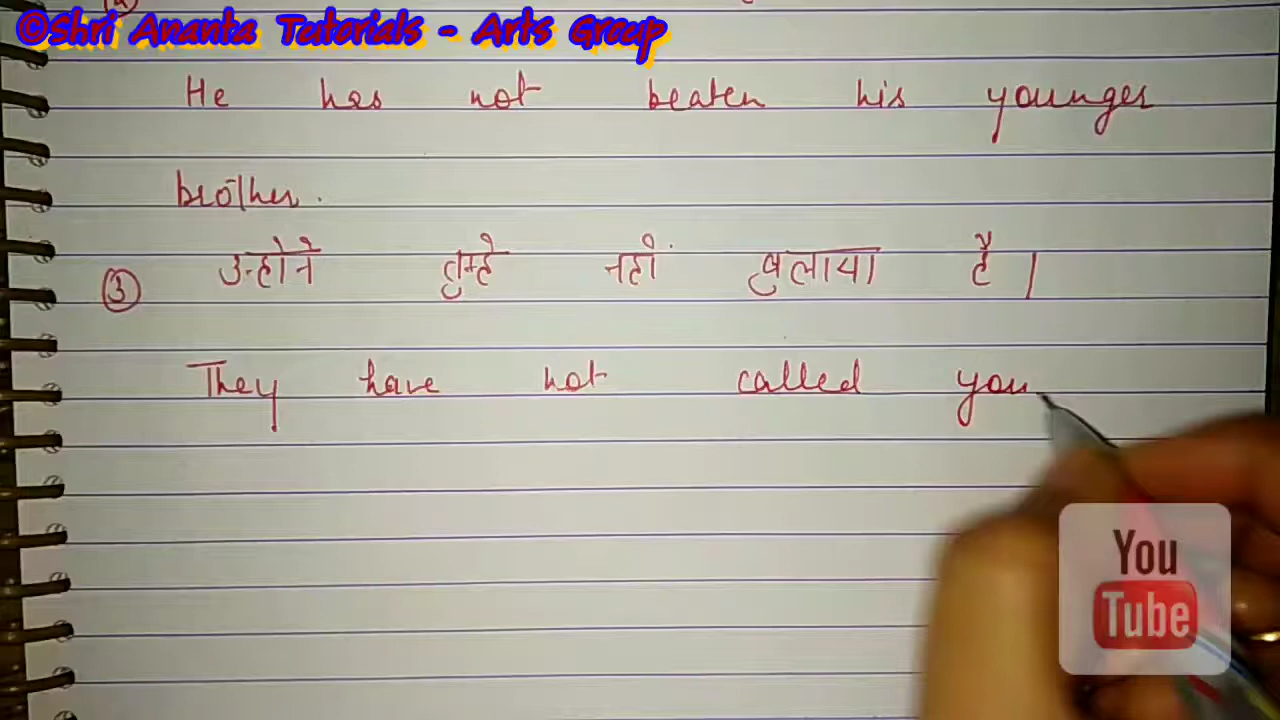 ©Shri Ananta Tutorials - Arts Group
He has not beaten his younger
brother.
③ उन्होने तुम्हे नही बुलाया है।
They have not called you
You
Tube